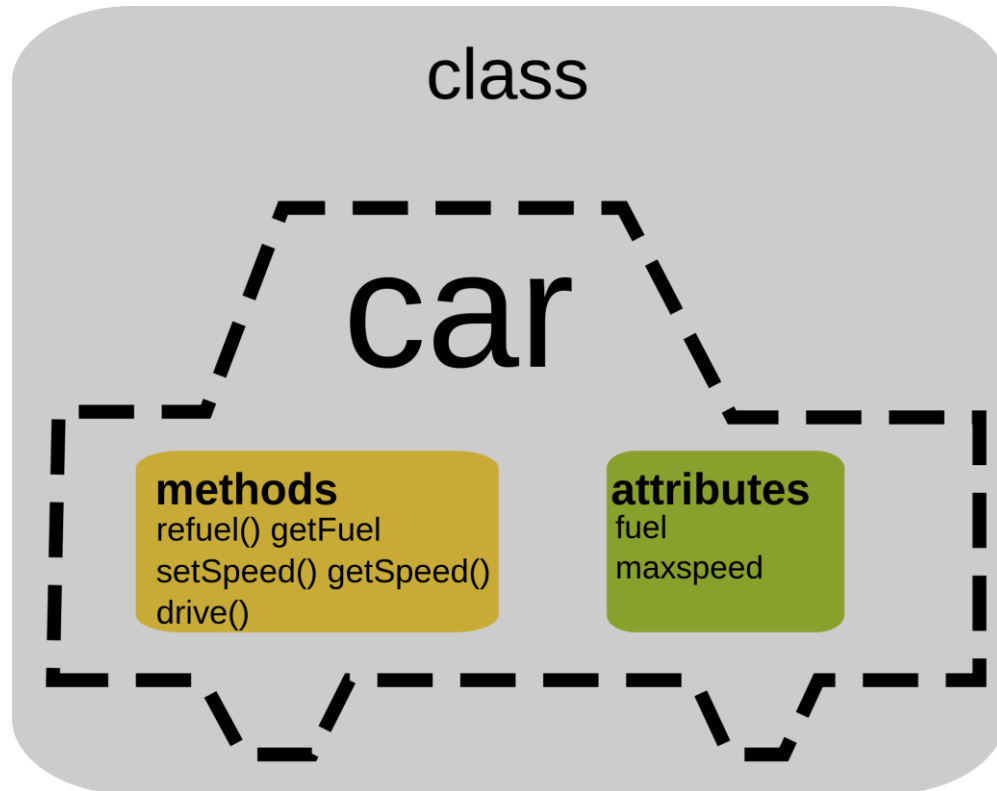 class
car
methods
refuel() getFuel
setSpeed() getSpeed()
drive()
attributes
fuel
maxspeed